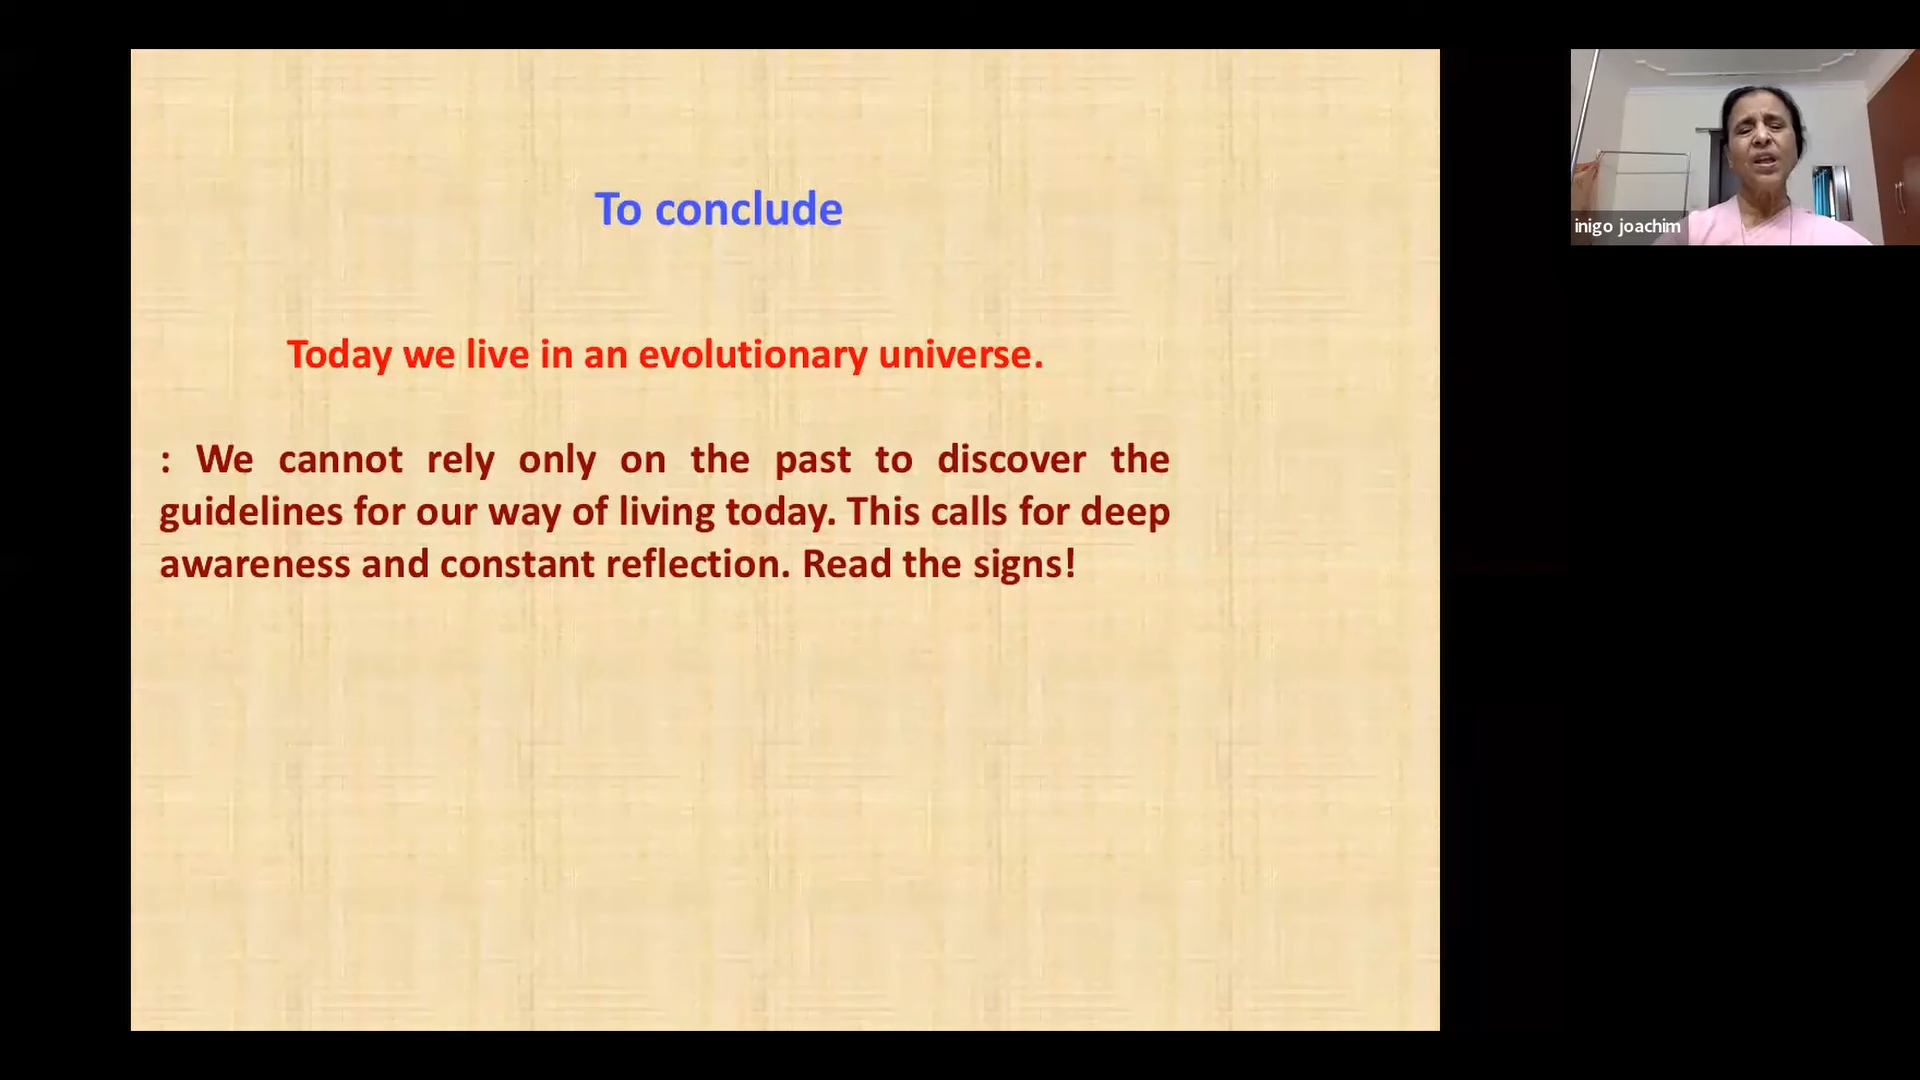 To conclude
Today we live in an evolutionary universe.
: We cannot rely only on the past to discover the
guidelines for our way of living today. This calls for deep
awareness and constant reflection. Read the signs!
inigo joachim